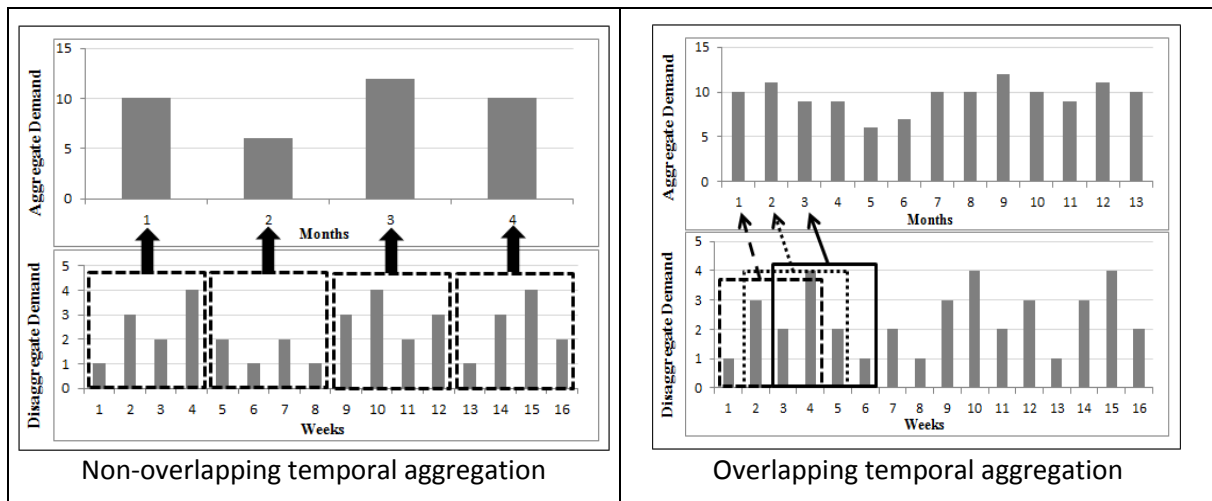 15
10
5
0
Aggregate Demand
1 2 3 4
Months
5
4
3
2
1
0
Disaggregate Demand
1 2 3 4 5 6 7 8 9 10 11 12 13 14 15 16
Weeks
Non-overlapping temporal aggregation
15
10
5
0
Aggregate Demand
1 2 3 4 5 6 7 8 9 10 11 12 13
Months
5
4
3
2
1
0
Disaggregate Demand
1 2 3 4 5 6 7 8 9 10 11 12 13 14 15 16
Weeks
Overlapping temporal aggregation